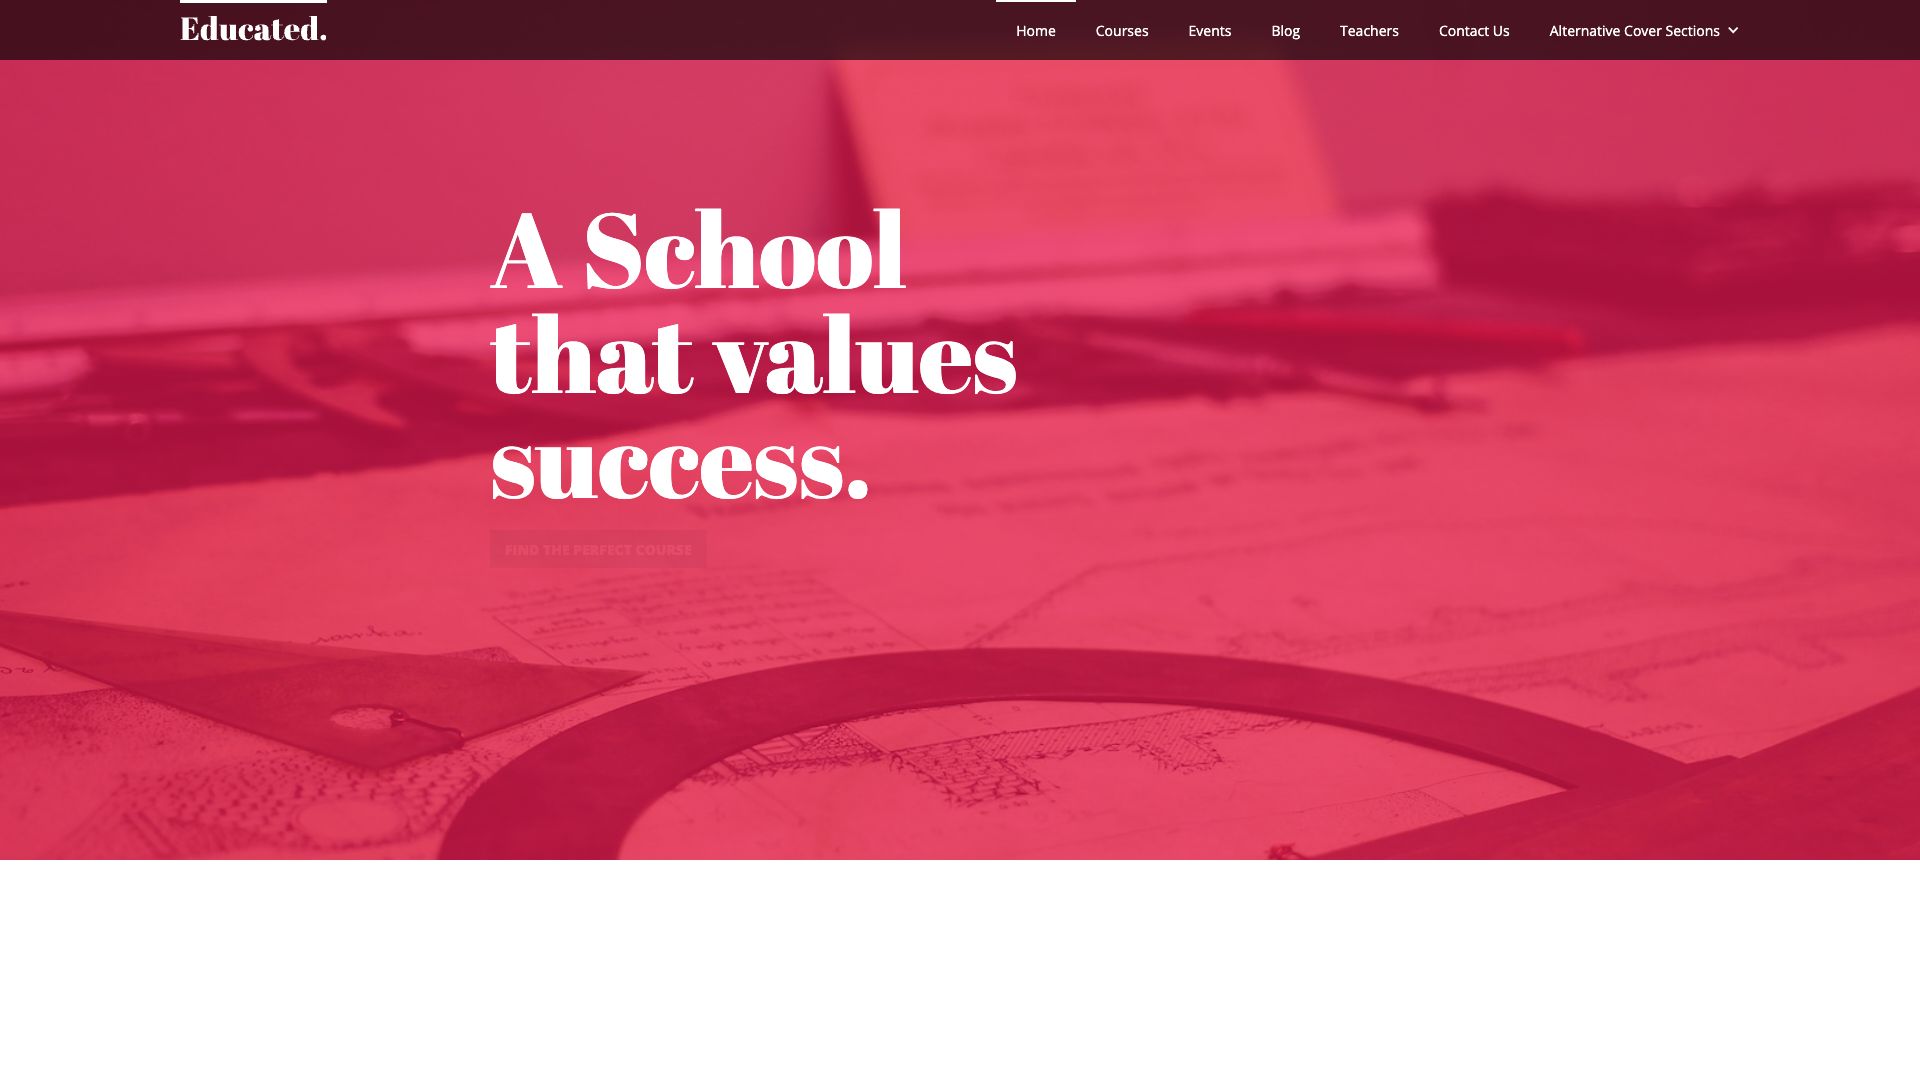 Educated.
Home Courses Events Blog Teachers Contact Us Alternative Cover Sections
A School
that values
success.
FIND THE PERFECT COURSE